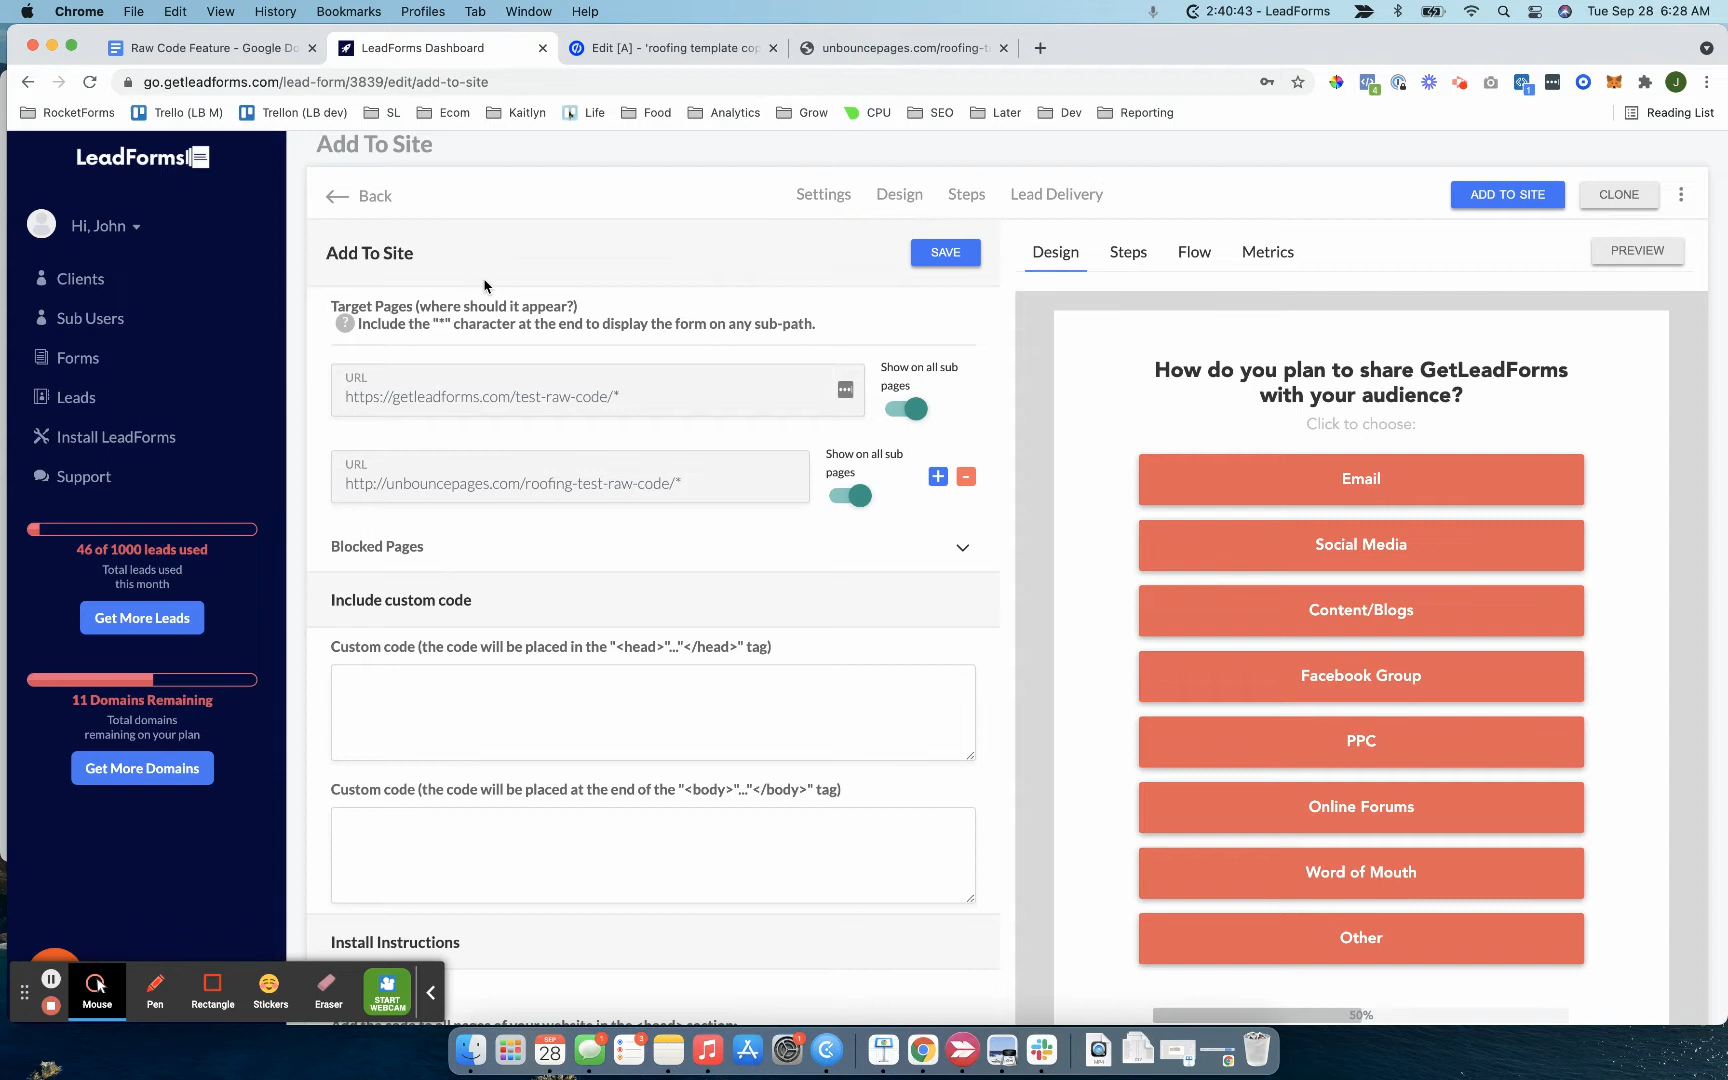 Chrome File Edit View History Bookmarks Profiles Tab Window Help 2:40:43 - LeadForms Tue Sep 28 6:28 AM
Raw Code Feature - Google Do LeadForms Dashboard Edit [A] - 'roofing template cop unbouncepages.com/roofing-t
go.getleadforms.com/lead-form/3839/edit/add-to-site
RocketForms Trello (LB M) Trellon (LB dev) SL Ecom Kaitlyn Life Food Analytics Grow CPU SEO Later Dev Reporting Reading List
LeadForms
Hi, John
Clients
Sub Users
Forms
Leads
Install LeadForms
Support
46 of 1000 leads used
Total leads used
this month
Get More Leads
11 Domains Remaining
Total domains
remaining on your plan
Get More Domains
Add To Site
Back Settings Design Steps Lead Delivery ADD TO SITE CLONE
Add To Site SAVE
Target Pages (where should it appear?)
? Include the "*" character at the end to display the form on any sub-path.
URL
https://getleadforms.com/test-raw-code/*
Show on all sub
pages
URL
http://unbouncepages.com/roofing-test-raw-code/*
Show on all sub
pages
+ -
Blocked Pages
Include custom code
Custom code (the code will be placed in the "<head>"..."</head>" tag)
Custom code (the code will be placed at the end of the "<body>"..."</body>" tag)
Install Instructions
Design Steps Flow Metrics PREVIEW
How do you plan to share GetLeadForms
with your audience?
Click to choose:
Email
Social Media
Content/Blogs
Facebook Group
PPC
Online Forums
Word of Mouth
Other
50%
Mouse Pen Rectangle Stickers Eraser START
WEBCAM
SEP
28